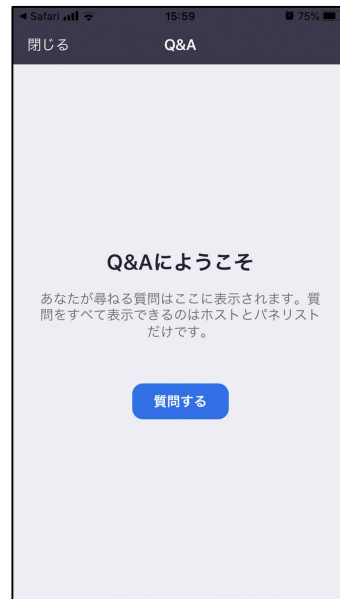 ◀ Safari 15:59 75%
閉じる Q&A
Q&Aにようこそ
あなたが尋ねる質問はここに表示されます。質
問をすべて表示できるのはホストとパネリスト
だけです。
質問する